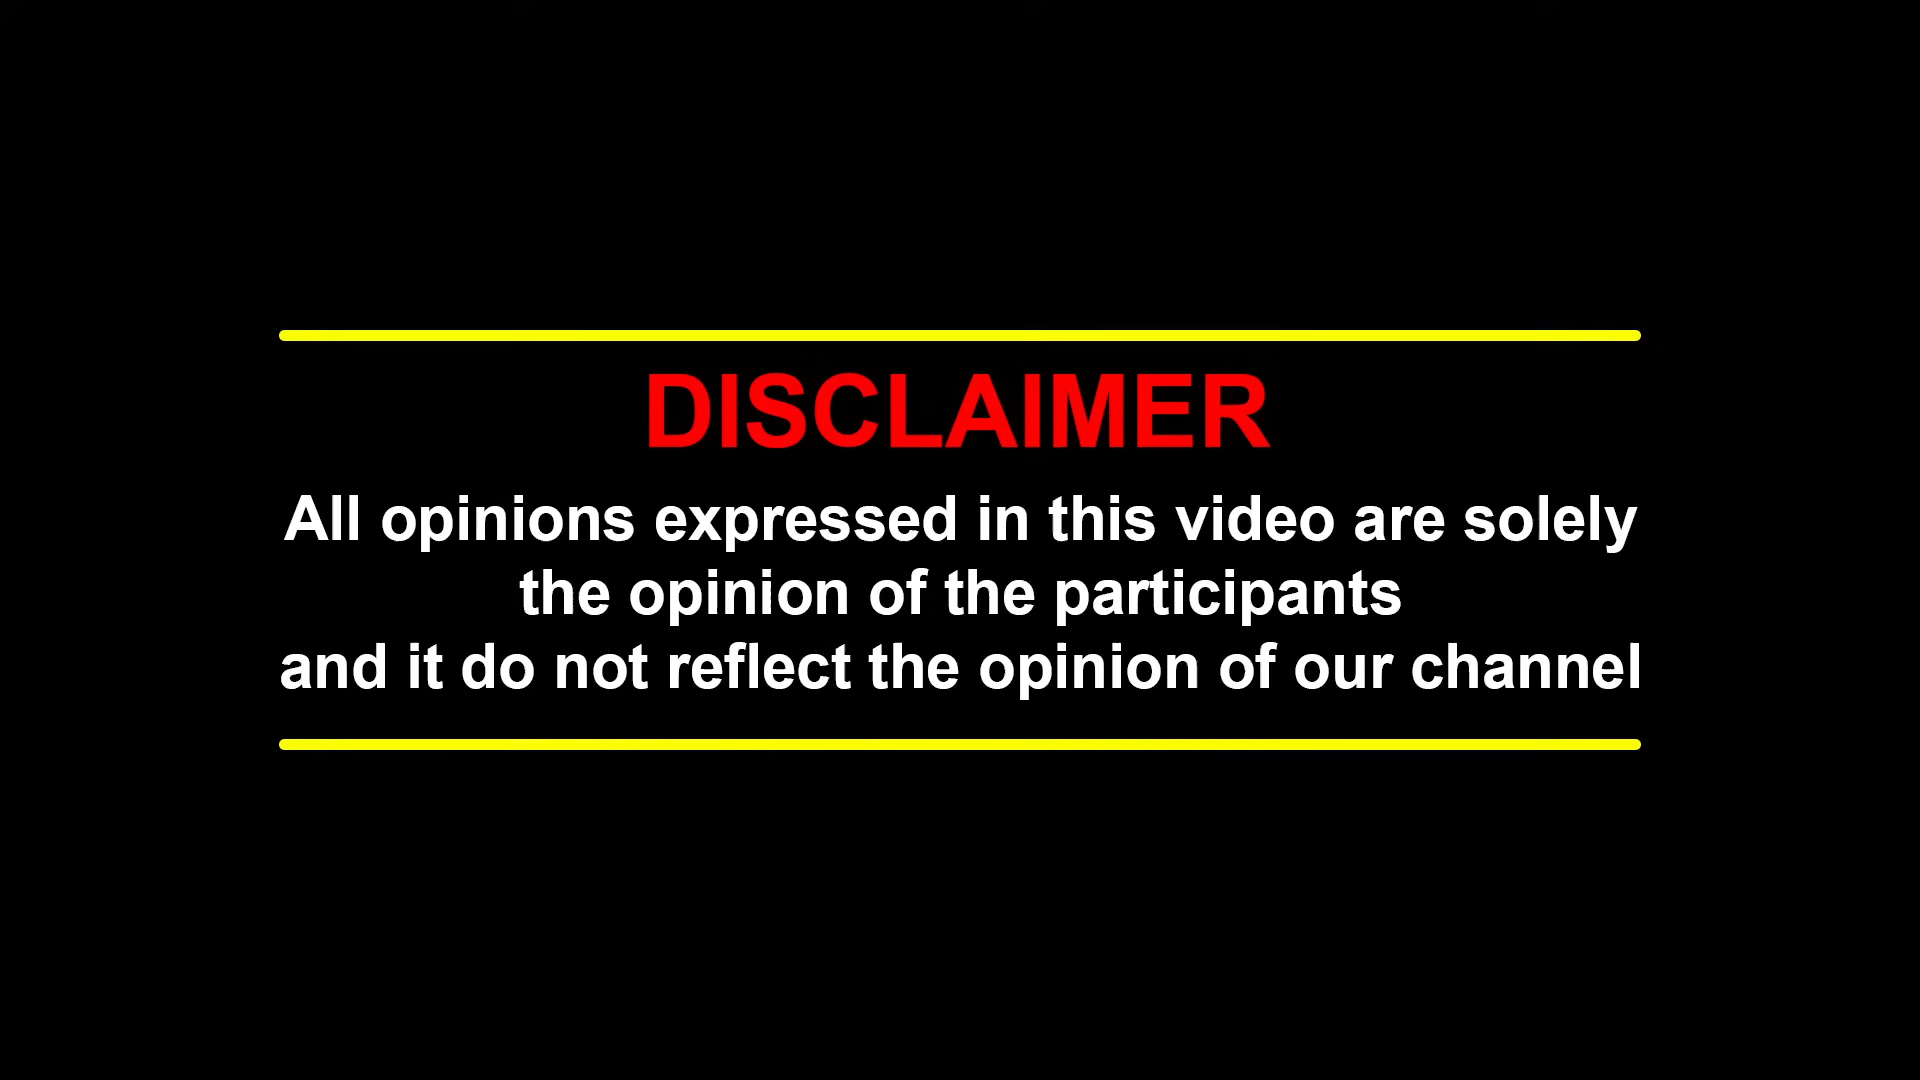 DISCLAIMER
All opinions expressed in this video are solely
the opinion of the participants
and it do not reflect the opinion of our channel